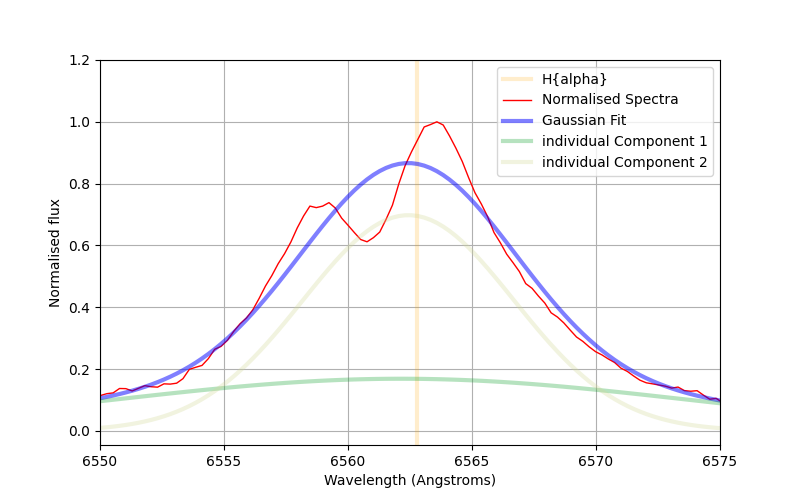 1.2
1.0
0.8
0.6
0.4
0.2
0.0
Normalised flux
H{alpha}
Normalised Spectra
Gaussian Fit
individual Component 1
individual Component 2
6550 6555 6560 6565 6570 6575
Wavelength (Angstroms)